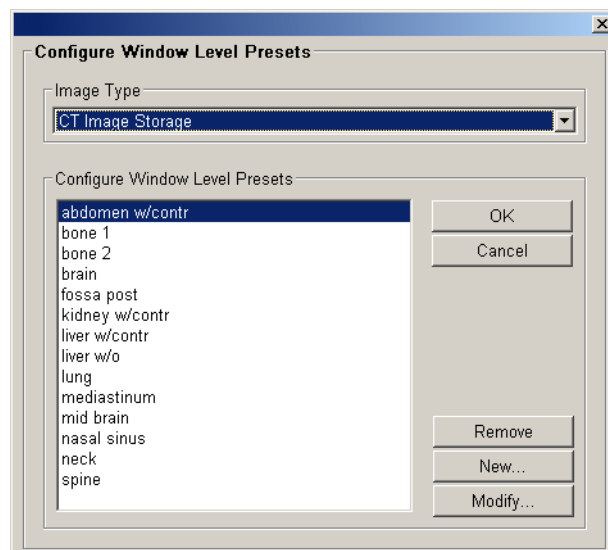 Configure Window Level Presets
Image Type
CT Image Storage
Configure Window Level Presets
abdomen w/contr
bone 1
bone 2
brain
fossa post
kidney w/contr
liver w/contr
liver w/o
lung
mediastinum
mid brain
nasal sinus
neck
spine
OK
Cancel
Remove
New...
Modify...